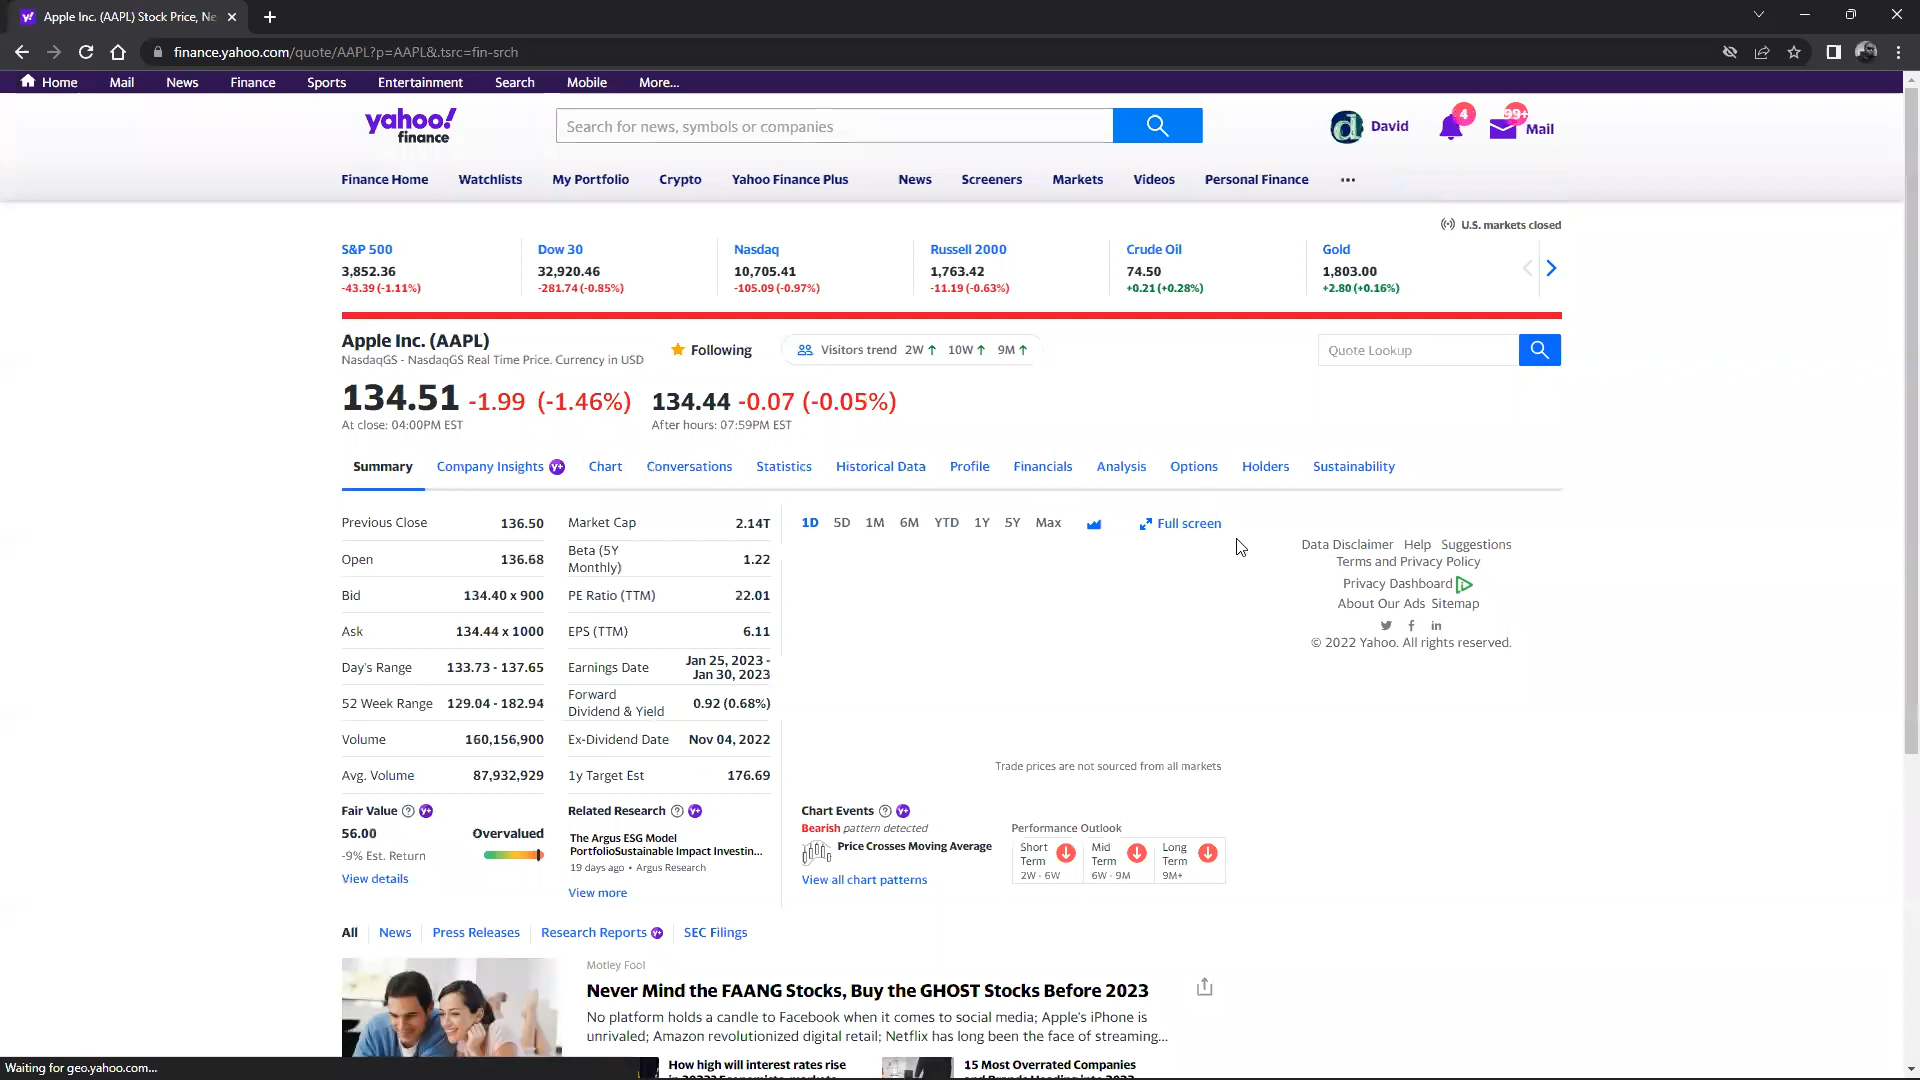 Apple Inc. (AAPL) Stock Price, Ne
finance.yahoo.com/quote/AAPL?p=AAPL&.tsrc=fin-srch
Home Mail News Finance Sports Entertainment Search Mobile More...
yahoo! finance
Search for news, symbols or companies
David
4
99+
Mail
Finance Home Watchlists My Portfolio Crypto Yahoo Finance Plus News Screeners Markets Videos Personal Finance ...
U.S. markets closed
S&P 500
3,852.36
-43.39 (-1.11%)
Dow 30
32,920.46
-281.74 (-0.85%)
Nasdaq
10,705.41
-105.09 (-0.97%)
Russell 2000
1,763.42
-11.19 (-0.63%)
Crude Oil
74.50
+0.21 (+0.28%)
Gold
1,803.00
+2.80 (+0.16%)
Apple Inc. (AAPL)
NasdaqGS - NasdaqGS Real Time Price. Currency in USD
Following
Visitors trend 2W 10W 9M
Quote Lookup
134.51 -1.99 (-1.46%)
At close: 04:00PM EST
134.44 -0.07 (-0.05%)
After hours: 07:59PM EST
Summary Company Insights Y+ Chart Conversations Statistics Historical Data Profile Financials Analysis Options Holders Sustainability
Previous Close 136.50
Open 136.68
Bid 134.40 x 900
Ask 134.44 x 1000
Day's Range 133.73 - 137.65
52 Week Range 129.04 - 182.94
Volume 160,156,900
Avg. Volume 87,932,929
Market Cap 2.14T
Beta (5Y Monthly) 1.22
PE Ratio (TTM) 22.01
EPS (TTM) 6.11
Earnings Date Jan 25, 2023 - Jan 30, 2023
Forward Dividend & Yield 0.92 (0.68%)
Ex-Dividend Date Nov 04, 2022
1y Target Est 176.69
1D 5D 1M 6M YTD 1Y 5Y Max
Full screen
Trade prices are not sourced from all markets
Data Disclaimer Help Suggestions
Terms and Privacy Policy
Privacy Dashboard
About Our Ads Sitemap
© 2022 Yahoo. All rights reserved.
Fair Value
56.00 Overvalued
-9% Est. Return
View details
Related Research
The Argus ESG Model
PortfolioSustainable Impact Investin...
19 days ago • Argus Research
View more
Chart Events
Bearish pattern detected
Price Crosses Moving Average
View all chart patterns
Performance Outlook
Short Term
2W - 6W
Mid Term
6W - 9M
Long Term
9M+
All News Press Releases Research Reports SEC Filings
Motley Fool
Never Mind the FAANG Stocks, Buy the GHOST Stocks Before 2023
No platform holds a candle to Facebook when it comes to social media; Apple's iPhone is
unrivaled; Amazon revolutionized digital retail; Netflix has long been the face of streaming...
How high will interest rates rise
15 Most Overrated Companies
Waiting for geo.yahoo.com...